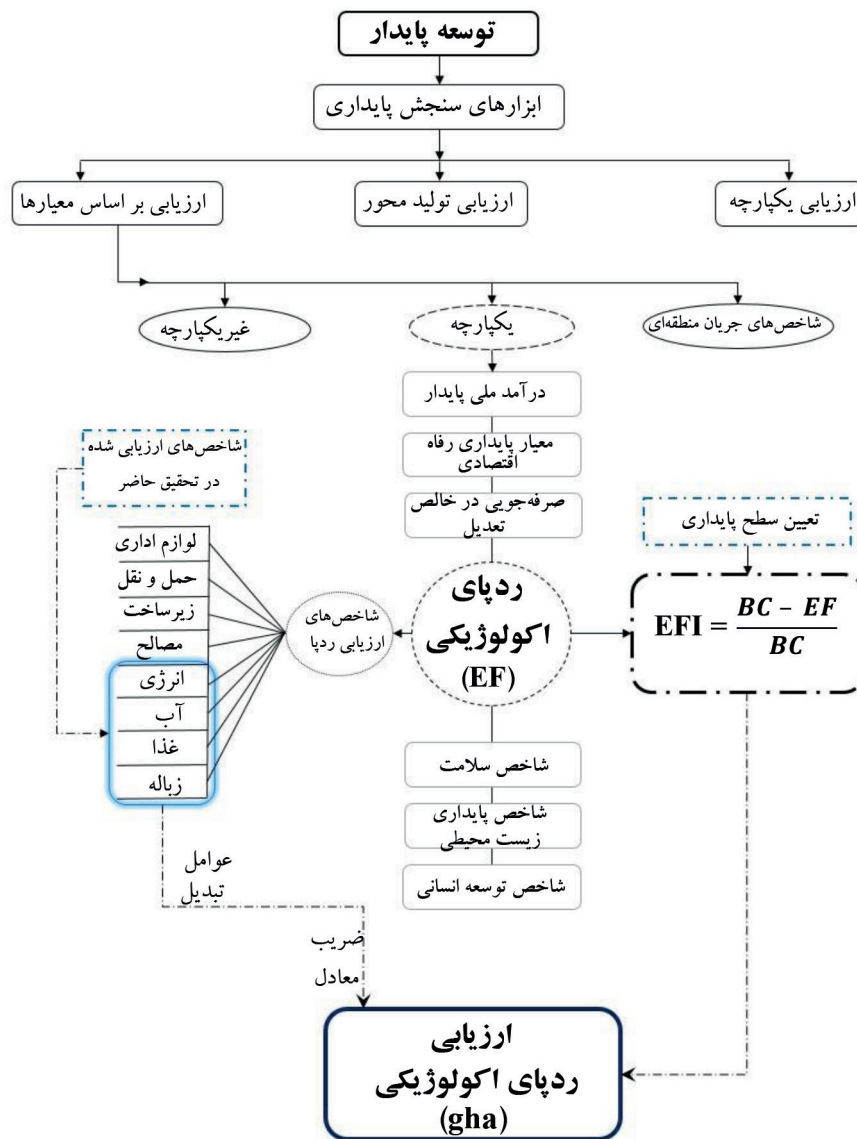 توسعه پایدار
ابزارهای سنجش پایداری
ارزیابی یکپارچه
ارزیابی تولید محور
ارزیابی بر اساس معیارها
شاخص‌های جریان منطقه‌ای
یکپارچه
غیریکپارچه
درآمد ملی پایدار
معیار پایداری رفاه
اقتصادی
صرفه‌جویی در خالص
تعدیل
شاخص‌های ارزیابی شده
در تحقیق حاضر
تعیین سطح پایداری
EFI = (BC – EF) / BC
ردپای
اکولوژیکی
(EF)
شاخص‌های
ارزیابی ردپا
لوازم اداری
حمل و نقل
زیرساخت
مصالح
انرژی
آب
غذا
زباله
شاخص سلامت
شاخص پایداری
زیست محیطی
شاخص توسعه انسانی
عوامل
تبدیل
ضریب
معادل
ارزیابی
ردپای اکولوژیکی
(gha)